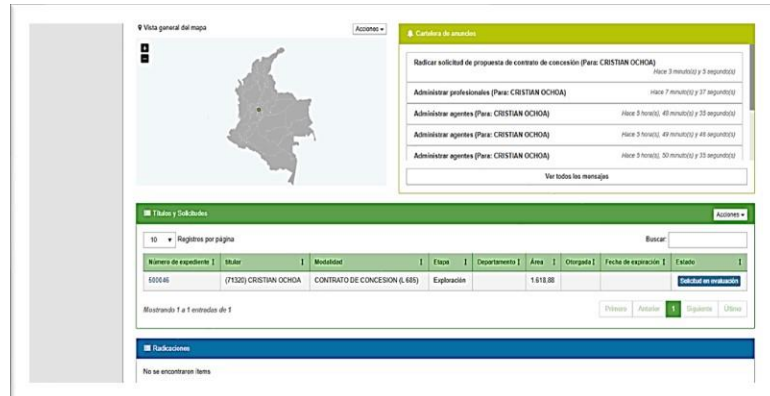 Vista general del mapa
Acciones
Cartelera de anuncios
Radicar solicitud de propuesta de contrato de concesión (Para: CRISTIAN OCHOA)
Hace 3 minuto(s) y 3 segundo(s)
Administrar profesionales (Para: CRISTIAN OCHOA)
Hace 7 minuto(s) y 37 segundo(s)
Administrar agentes (Para: CRISTIAN OCHOA)
Hace 5 hora(s), 48 minuto(s) y 35 segundo(s)
Administrar agentes (Para: CRISTIAN OCHOA)
Hace 5 hora(s), 49 minuto(s) y 46 segundo(s)
Administrar agentes (Para: CRISTIAN OCHOA)
Hace 5 hora(s), 50 minuto(s) y 35 segundo(s)
Ver todos los mensajes
Títulos y Solicitudes
Acciones
10 Registros por página
Buscar:
Número de expediente Titular Modalidad Etapa Departamento Área Otorgada Fecha de expiración Estado
500046 (71320) CRISTIAN OCHOA CONTRATO DE CONCESION (L 685) Exploración 1.618,88 Solicitud en evaluación
Mostrando 1 a 1 entradas de 1
Primero Anterior 1 Siguiente Último
Radicaciones
No se encontraron items